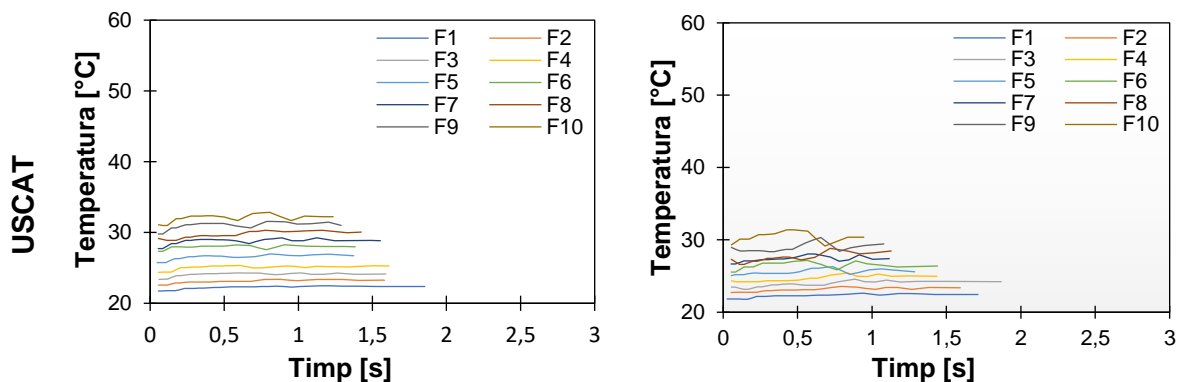 USCAT
Temperatura [°C]
60
50
40
30
20
F1 F2
F3 F4
F5 F6
F7 F8
F9 F10
0 0,5 1 1,5 2 2,5 3
Timp [s]
Temperatura [°C]
60
50
40
30
20
F1 F2
F3 F4
F5 F6
F7 F8
F9 F10
0 0,5 1 1,5 2 2,5 3
Timp [s]